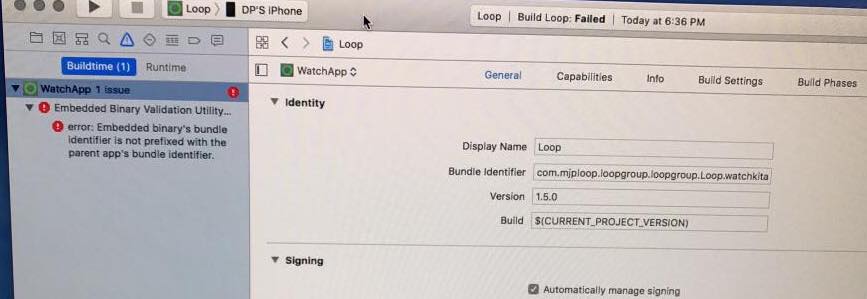 Loop 〉 DP'S iPhone
Loop | Build Loop: Failed | Today at 6:36 PM
Loop
Buildtime (1) Runtime
WatchApp
General Capabilities Info Build Settings Build Phases
WatchApp 1 issue
Embedded Binary Validation Utility...
error: Embedded binary's bundle
identifier is not prefixed with the
parent app's bundle identifier.
Identity
Display Name Loop
Bundle Identifier com.mjploop.loopgroup.loopgroup.Loop.watchkita
Version 1.5.0
Build $(CURRENT_PROJECT_VERSION)
Signing
Automatically manage signing